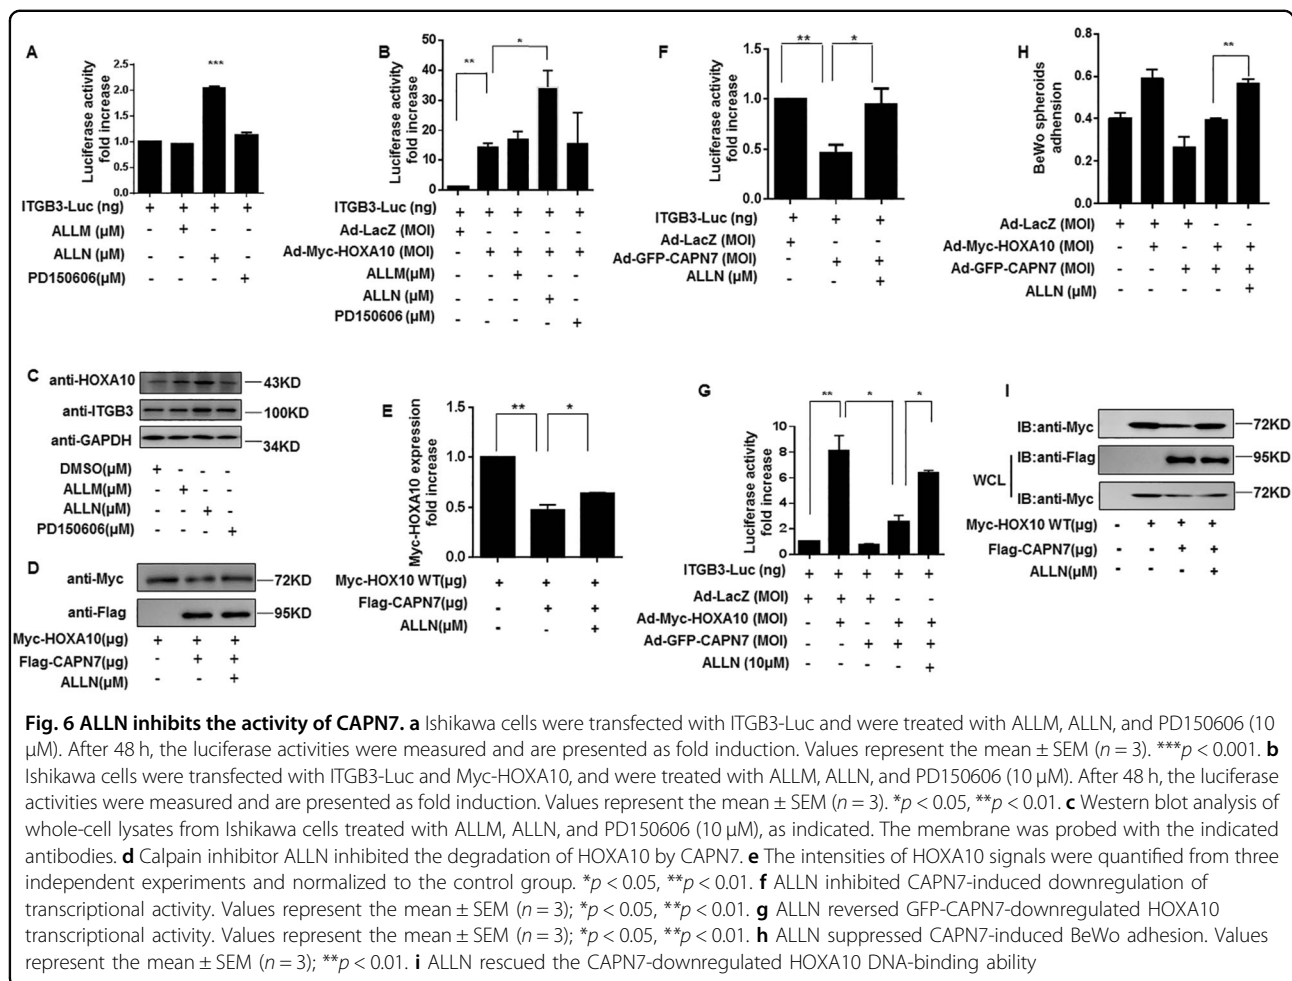 A
Luciferase activity
fold increase
2.5
2.0
1.5
1.0
0.5
0.0
***
ITGB3-Luc (ng) + + + +
ALLM (µM) - + - -
ALLN (µM) - - + -
PD150606(µM) - - - +
B
Luciferase activity
fold increase
50
40
30
20
10
0
**
*
ITGB3-Luc (ng) + + + + +
Ad-LacZ (MOI) + - - - -
Ad-Myc-HOXA10 (MOI) - + + + +
ALLM(µM) - - + - -
ALLN (µM) - - - + -
PD150606 (µM) - - - - +
F
Luciferase activity
fold increase
1.5
1.0
0.5
0.0
**
*
ITGB3-Luc (ng) + + +
Ad-LacZ (MOI) + - -
Ad-GFP-CAPN7 (MOI) - + +
ALLN (µM) - - +
H
BeWo spheroids
adhension
0.8
0.6
0.4
0.2
0.0
**
Ad-LacZ (MOI) + + + - -
Ad-Myc-HOXA10 (MOI) - + - + +
Ad-GFP-CAPN7 (MOI) - - + + +
ALLN (µM) - - - - +
C
anti-HOXA10 43KD
anti-ITGB3 100KD
anti-GAPDH 34KD
DMSO(µM) + - - -
ALLM(µM) - + - -
ALLN(µM) - - + -
PD150606(µM) - - - +
D
anti-Myc 72KD
anti-Flag 95KD
Myc-HOXA10(µg) + + +
Flag-CAPN7(µg) - + +
ALLN(µM) - - +
E
Myc-HOXA10 expression
fold increase
1.5
1.0
0.5
0.0
**
*
Myc-HOX10 WT(µg) + + +
Flag-CAPN7(µg) - + +
ALLN(µM) - - +
G
Luciferase activity
fold increase
10
8
6
4
2
0
**
*
*
ITGB3-Luc (ng) + + + + +
Ad-LacZ (MOI) + + + - -
Ad-Myc-HOXA10 (MOI) - + - + +
Ad-GFP-CAPN7 (MOI) - - + + +
ALLN (10µM) - - - - +
I
IB:anti-Myc 72KD
WCL
IB:anti-Flag 95KD
IB:anti-Myc 72KD
Myc-HOX10 WT(µg) - + + +
Flag-CAPN7(µg) - - + +
ALLN(µM) - - - +
Fig. 6 ALLN inhibits the activity of CAPN7. a Ishikawa cells were transfected with ITGB3-Luc and were treated with ALLM, ALLN, and PD150606 (10
µM). After 48 h, the luciferase activities were measured and are presented as fold induction. Values represent the mean ± SEM (n = 3). ***p < 0.001. b
Ishikawa cells were transfected with ITGB3-Luc and Myc-HOXA10, and were treated with ALLM, ALLN, and PD150606 (10 µM). After 48 h, the luciferase
activities were measured and are presented as fold induction. Values represent the mean ± SEM (n = 3). *p < 0.05, **p < 0.01. c Western blot analysis of
whole-cell lysates from Ishikawa cells treated with ALLM, ALLN, and PD150606 (10 µM), as indicated. The membrane was probed with the indicated
antibodies. d Calpain inhibitor ALLN inhibited the degradation of HOXA10 by CAPN7. e The intensities of HOXA10 signals were quantified from three
independent experiments and normalized to the control group. *p < 0.05, **p < 0.01. f ALLN inhibited CAPN7-induced downregulation of
transcriptional activity. Values represent the mean ± SEM (n = 3); *p < 0.05, **p < 0.01. g ALLN reversed GFP-CAPN7-downregulated HOXA10
transcriptional activity. Values represent the mean ± SEM (n = 3); *p < 0.05, **p < 0.01. h ALLN suppressed CAPN7-induced BeWo adhesion. Values
represent the mean ± SEM (n = 3); **p < 0.01. i ALLN rescued the CAPN7-downregulated HOXA10 DNA-binding ability